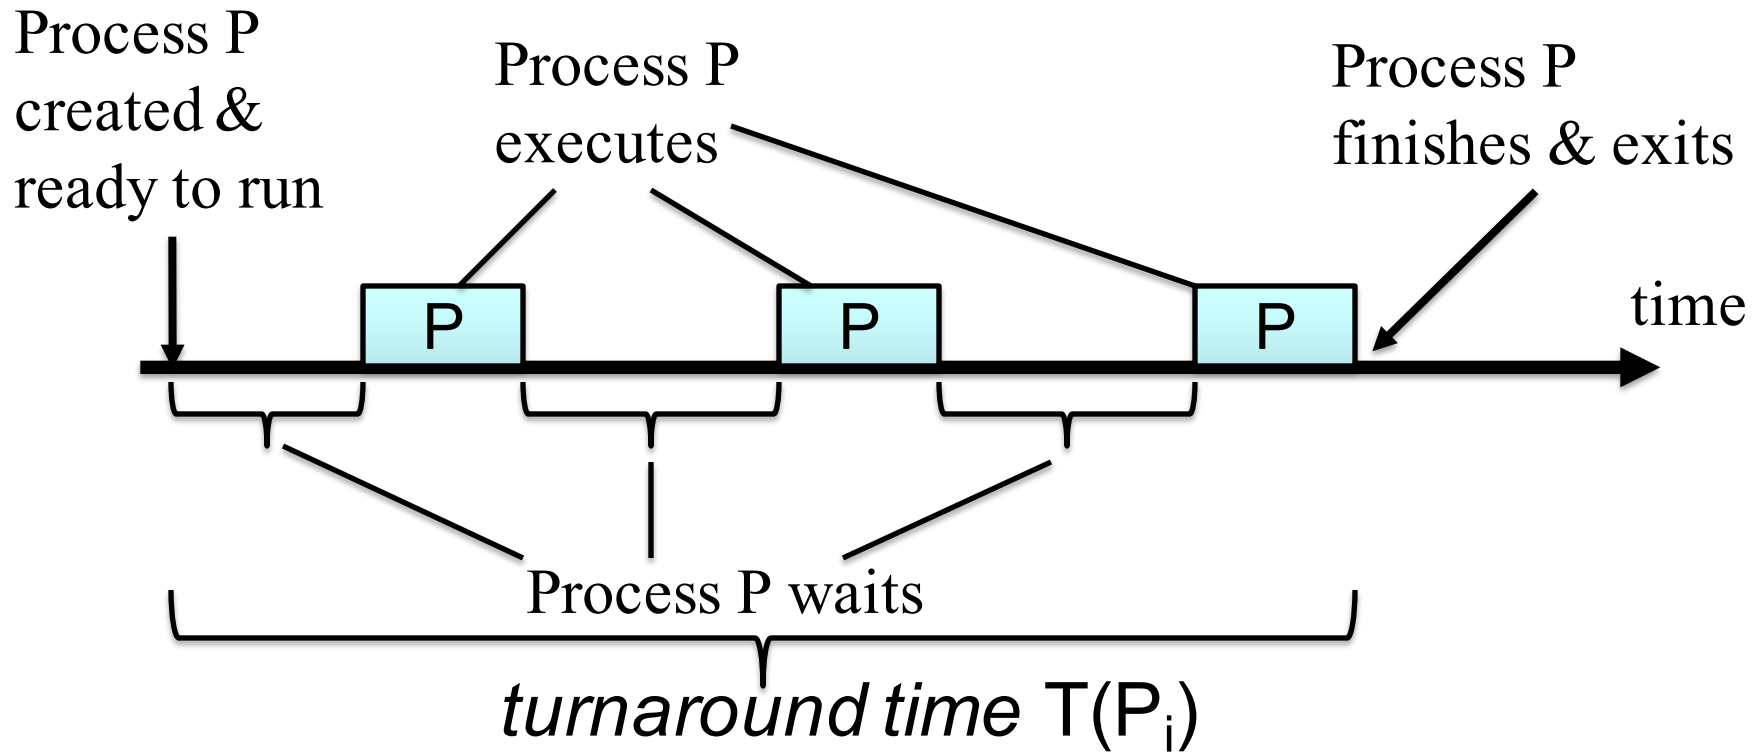 Process P
created &
ready to run
Process P
executes
Process P
finishes & exits
time
P
P
P
Process P waits
turnaround time T(Pᵢ)